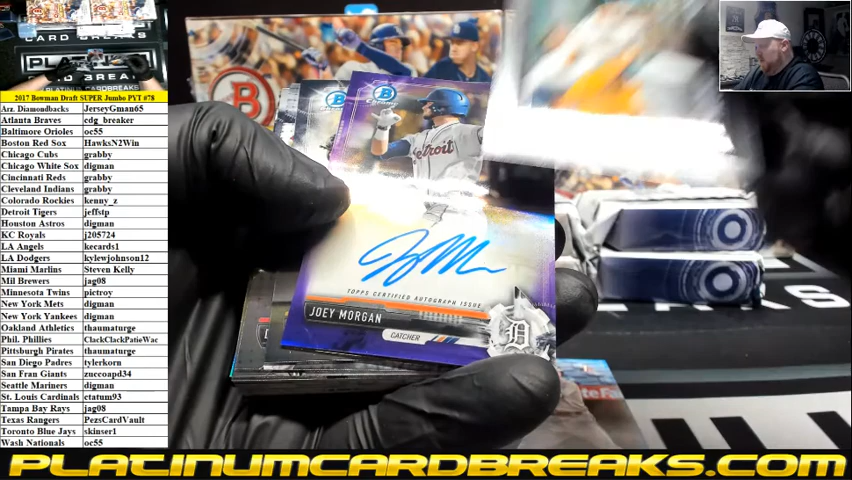 CARD BREAKS
PLATINUMCARDBREAKS
2017 Bowman Draft SUPER Jumbo PYT #78
Arz. Diamondbacks JerseyGman65
Atlanta Braves cdg_breaker
Baltimore Orioles oc55
Boston Red Sox HawksN2Win
Chicago Cubs grabby
Chicago White Sox digman
Cincinnati Reds grabby
Cleveland Indians grabby
Colorado Rockies kenny_z
Detroit Tigers jeffstp
Houston Astros digman
KC Royals j205724
LA Angels kecards1
LA Dodgers kylewjohnson12
Miami Marlins Steven Kelly
Mil Brewers jag08
Minnesota Twins pietroy
New York Mets digman
New York Yankees digman
Oakland Athletics thaumaturge
Phil. Phillies ClackClackPatieWac
Pittsburgh Pirates thaumaturge
San Diego Padres tylerkorn
San Fran Giants zuccoapd34
Seattle Mariners digman
St. Louis Cardinals ctatum93
Tampa Bay Rays jag08
Texas Rangers PezsCardVault
Toronto Blue Jays skinser1
Wash Nationals oc55
B
CHROME
Detroit
TOPPS CERTIFIED AUTOGRAPH ISSUE
JOEY MORGAN
CATCHER
D
PLATINUMCARDBREAKS.COM